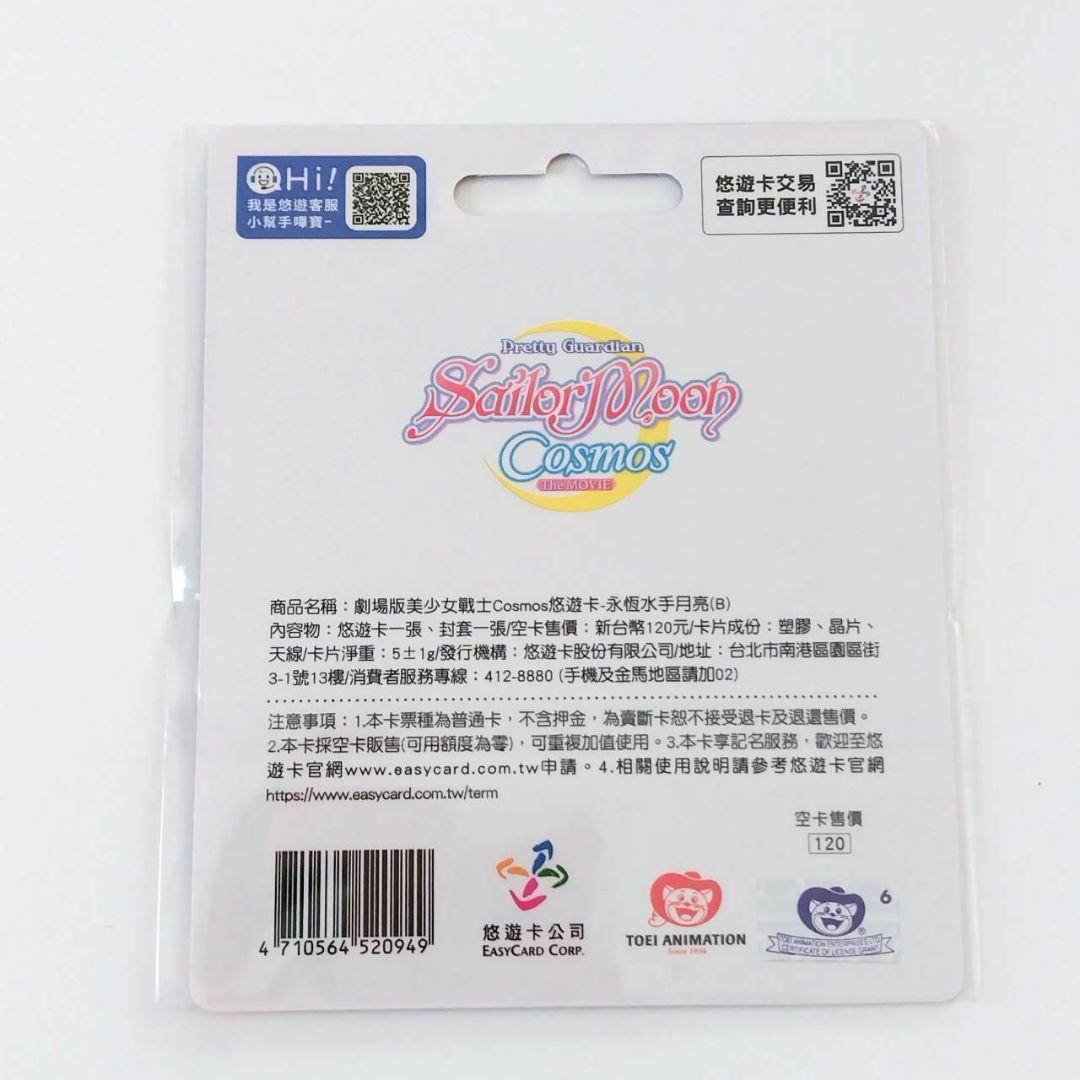 Hi!
我是悠遊客服
小幫手嗶寶~
悠遊卡交易
查詢更便利
Pretty Guardian
Sailor Moon
Cosmos
The MOVIE
商品名稱：劇場版美少女戰士Cosmos悠遊卡-永恆水手月亮(B)
內容物：悠遊卡一張、封套一張/空卡售價：新台幣120元/卡片成份：塑膠、晶片、
天線/卡片淨重：5±1g/發行機構：悠遊卡股份有限公司/地址：台北市南港區園區街
3-1號13樓/消費者服務專線：412-8880 (手機及金馬地區請加02)
注意事項：1.本卡票種為普通卡，不含押金，為賣斷卡恕不接受退卡及退還售價。
2.本卡採空卡販售(可用額度為零)，可重複加值使用。3.本卡享記名服務，歡迎至悠
遊卡官網www.easycard.com.tw申請。4.相關使用說明請參考悠遊卡官網
https://www.easycard.com.tw/term
空卡售價
120
4 710564 520949
悠遊卡公司
EASYCARD CORP.
TOEI ANIMATION
Since 1956
6
®
TOEI ANIMATION ENTERPRISES LTD.
CERTIFICATE OF LICENSE GRANT